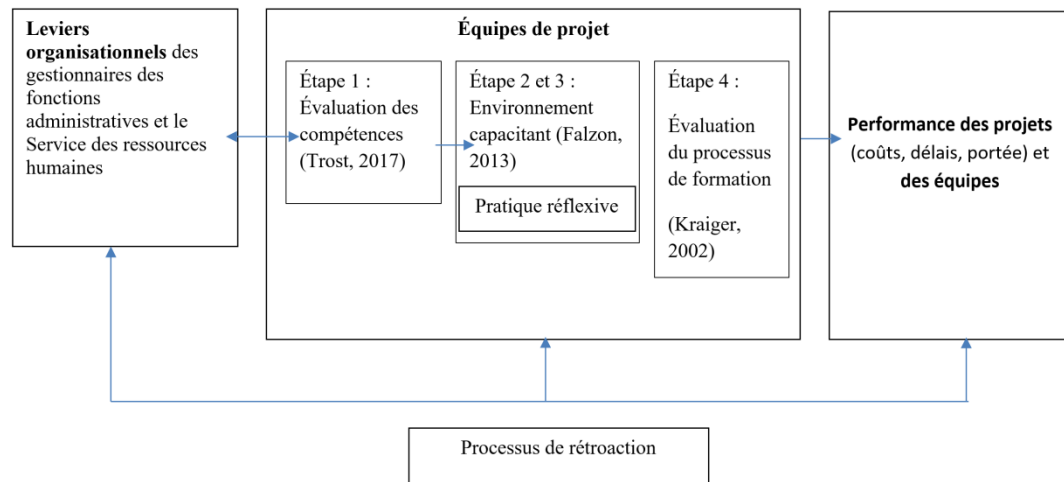 Leviers
organisationnels des
gestionnaires des
fonctions
administratives et le
Service des ressources
humaines
Équipes de projet
Étape 1 :
Évaluation des
compétences
(Trost, 2017)
Étape 2 et 3 :
Environnement
capacitant (Falzon,
2013)
Pratique réflexive
Étape 4 :
Évaluation
du processus
de formation
(Kraiger,
2002)
Performance des projets
(coûts, délais, portée) et
des équipes
Processus de rétroaction